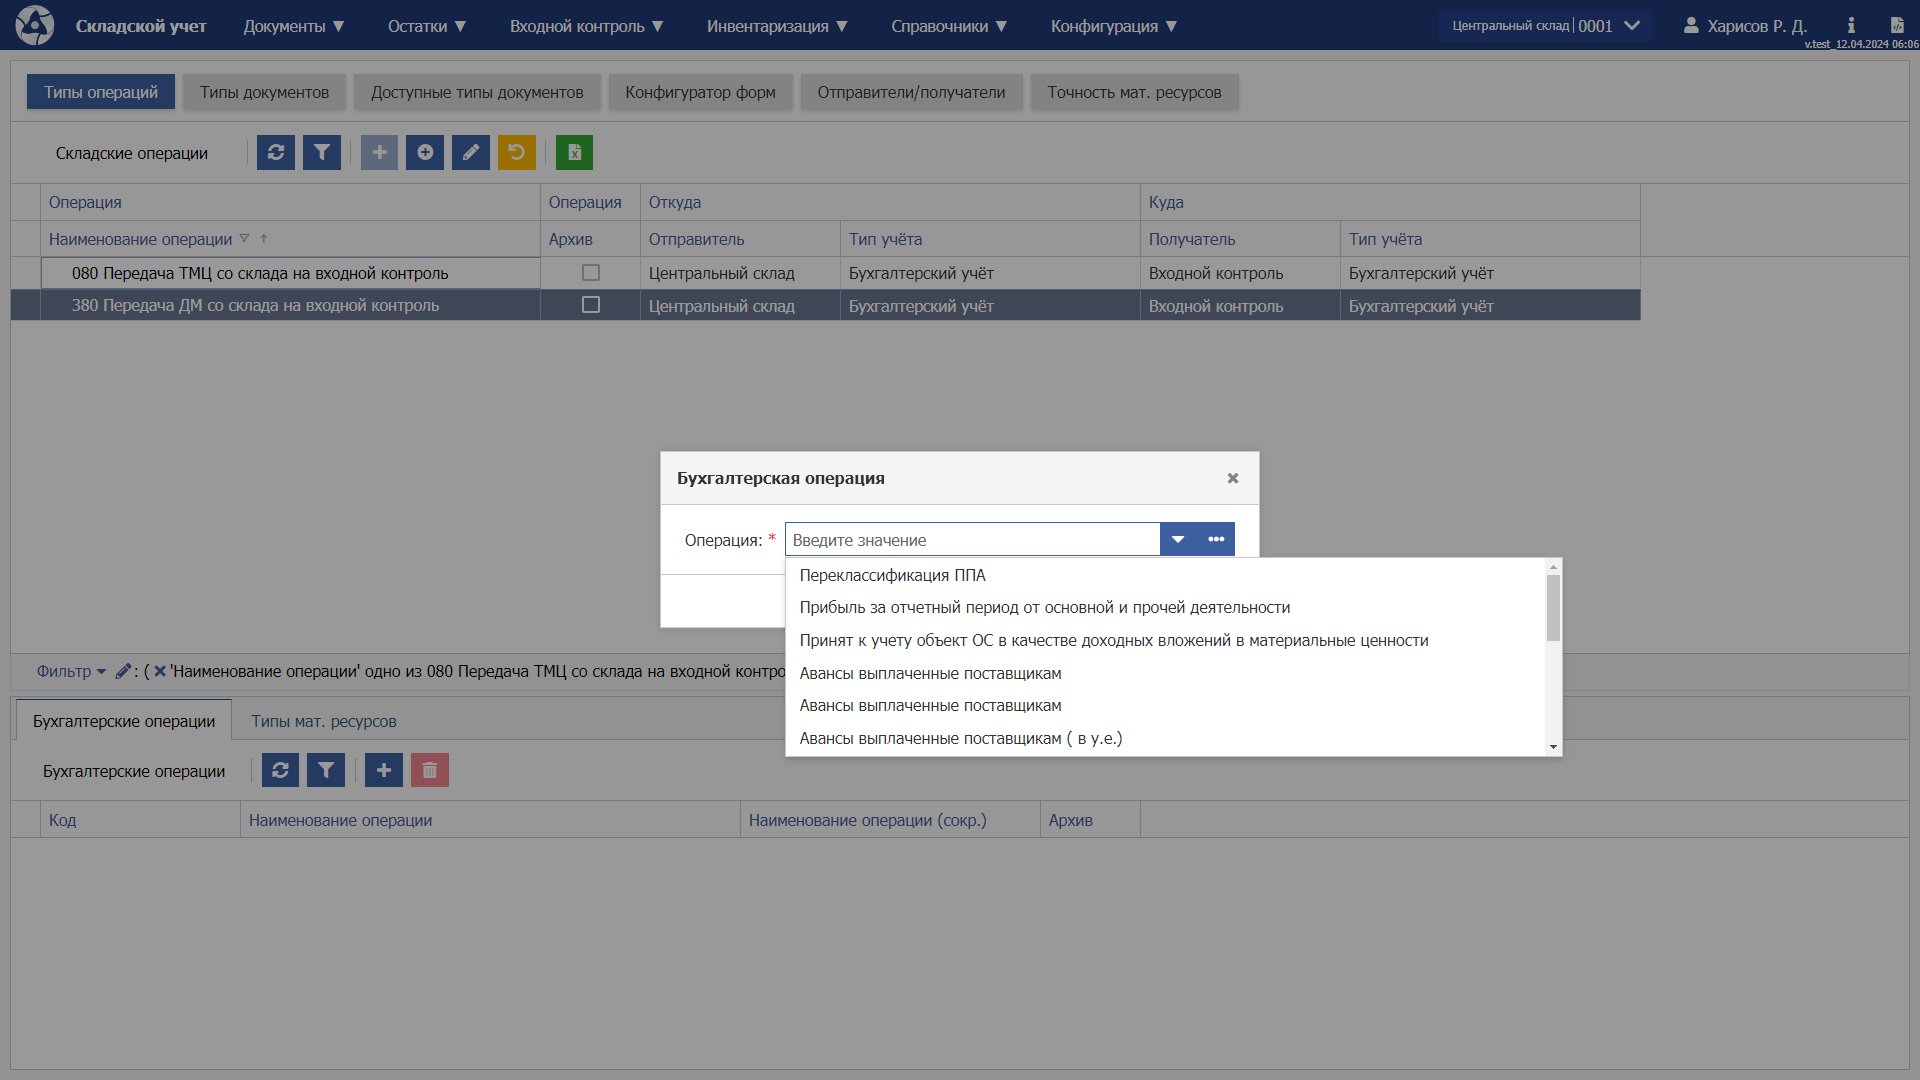 Складской учет Документы ▼ Остатки ▼ Входной контроль ▼ Инвентаризация ▼ Справочники ▼ Конфигурация ▼ Центральный склад | 0001 Харисов Р. Д.
v.test_12.04.2024 06:06
Типы операций Типы документов Доступные типы документов Конфигуратор форм Отправители/получатели Точность мат. ресурсов
Складские операции
Операция Операция Откуда Куда
Наименование операции Архив Отправитель Тип учёта Получатель Тип учёта
080 Передача ТМЦ со склада на входной контроль Центральный склад Бухгалтерский учёт Входной контроль Бухгалтерский учёт
380 Передача ДМ со склада на входной контроль Центральный склад Бухгалтерский учёт Входной контроль Бухгалтерский учёт
Бухгалтерская операция
Операция: * Введите значение
Переклассификация ППА
Прибыль за отчетный период от основной и прочей деятельности
Принят к учету объект ОС в качестве доходных вложений в материальные ценности
Авансы выплаченные поставщикам
Авансы выплаченные поставщикам
Авансы выплаченные поставщикам ( в у.е.)
Фильтр : ( 'Наименование операции' одно из 080 Передача ТМЦ со склада на входной контро
Бухгалтерские операции Типы мат. ресурсов
Бухгалтерские операции
Код Наименование операции Наименование операции (сокр.) Архив